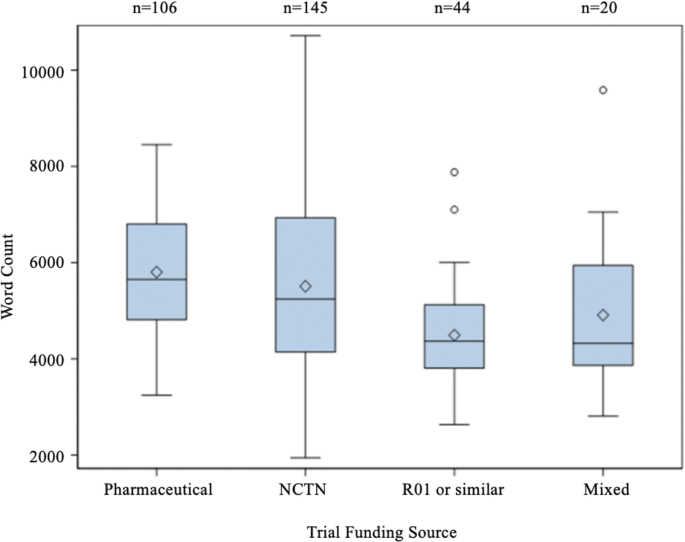 n=106 n=145 n=44 n=20
10000
8000
6000
4000
2000
Word Count
Pharmaceutical NCTN R01 or similar Mixed
Trial Funding Source